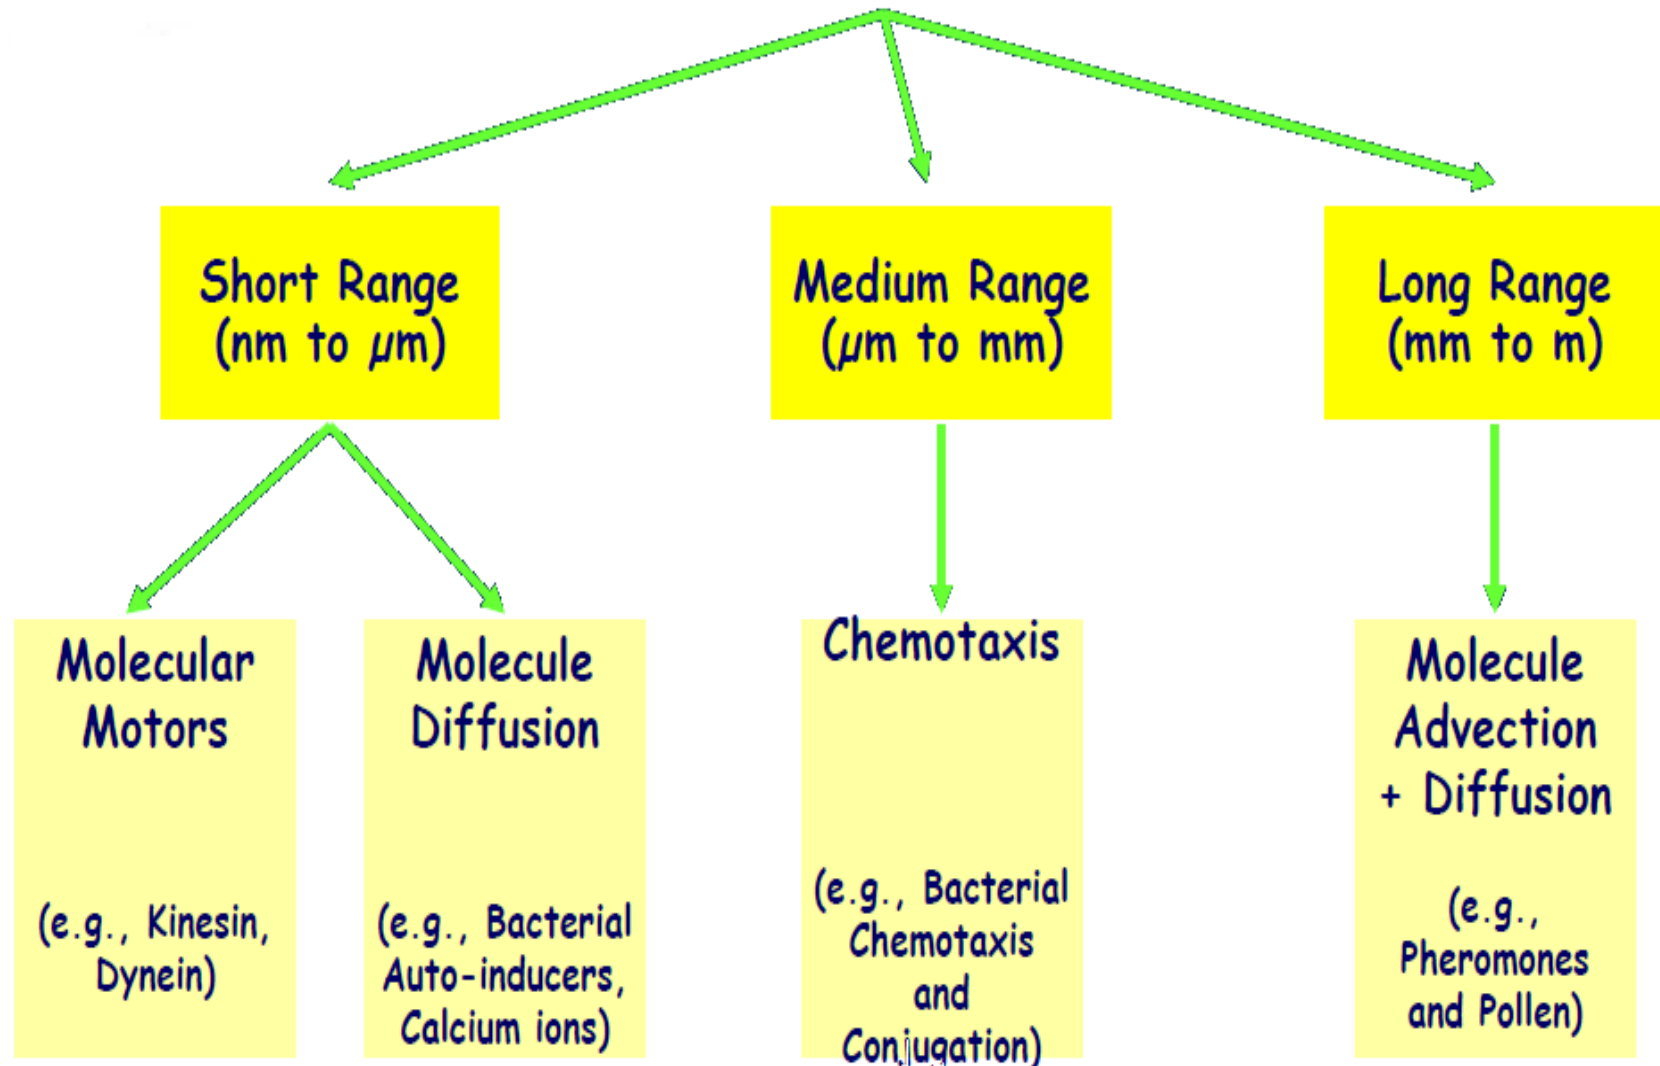 Short Range
(nm to µm)
Medium Range
(µm to mm)
Long Range
(mm to m)
Molecular
Motors
(e.g., Kinesin,
Dynein)
Molecule
Diffusion
(e.g., Bacterial
Auto-inducers,
Calcium ions)
Chemotaxis
(e.g., Bacterial
Chemotaxis
and
Conjugation)
Molecule
Advection
+ Diffusion
(e.g.,
Pheromones
and Pollen)